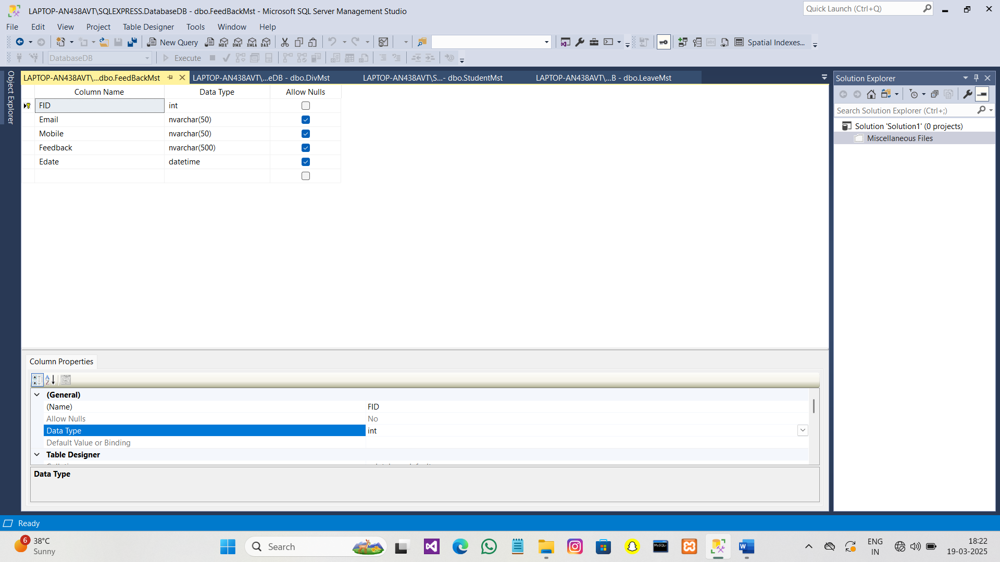 LAPTOP-AN438AVT\SQLEXPRESS.DatabaseDB - dbo.FeedBackMst - Microsoft SQL Server Management Studio
Quick Launch (Ctrl+Q)
File Edit View Project Table Designer Tools Window Help
New Query
MDX DMX XMLA DAX
Spatial Indexes...
DatabaseDB
Execute
Object Explorer
LAPTOP-AN438AVT\...dbo.FeedBackMst
LAPTOP-AN438AVT\...eDB - dbo.DivMst
LAPTOP-AN438AVT\S...- dbo.StudentMst
LAPTOP-AN438AVT\...B - dbo.LeaveMst
Column Name Data Type Allow Nulls
FID int
Email nvarchar(50)
Mobile nvarchar(50)
Feedback nvarchar(500)
Edate datetime
Solution Explorer
Search Solution Explorer (Ctrl+;)
Solution 'Solution1' (0 projects)
Miscellaneous Files
Column Properties
(General)
(Name) FID
Allow Nulls No
Data Type int
Default Value or Binding
Table Designer
Data Type
Ready
6
38°C
Sunny
Search
MySQL
W
ENG
IN
18:22
19-03-2025